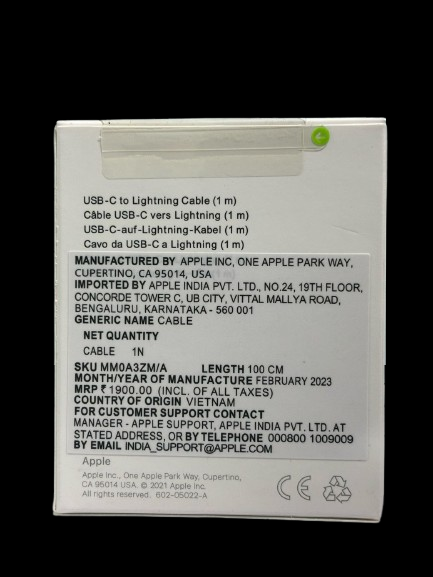 USB-C to Lightning Cable (1 m)
Câble USB-C vers Lightning (1 m)
USB-C-auf-Lightning-Kabel (1 m)
Cavo da USB-C a Lightning (1 m)
MANUFACTURED BY APPLE INC, ONE APPLE PARK WAY,
CUPERTINO, CA 95014, USA
IMPORTED BY APPLE INDIA PVT. LTD., NO.24, 19TH FLOOR,
CONCORDE TOWER C, UB CITY, VITTAL MALLYA ROAD,
BENGALURU, KARNATAKA - 560 001
GENERIC NAME CABLE
NET QUANTITY
CABLE 1N
SKU MM0A3ZM/A LENGTH 100 CM
MONTH/YEAR OF MANUFACTURE FEBRUARY 2023
MRP ₹ 1900.00 (INCL. OF ALL TAXES)
COUNTRY OF ORIGIN VIETNAM
FOR CUSTOMER SUPPORT CONTACT
MANAGER - APPLE SUPPORT, APPLE INDIA PVT. LTD. AT
STATED ADDRESS, OR BY TELEPHONE 000800 1009009
BY EMAIL INDIA_SUPPORT@APPLE.COM
Apple
Apple Inc., One Apple Park Way, Cupertino,
CA 95014 USA. © 2021 Apple Inc.
All rights reserved. 602-05022-A
CE